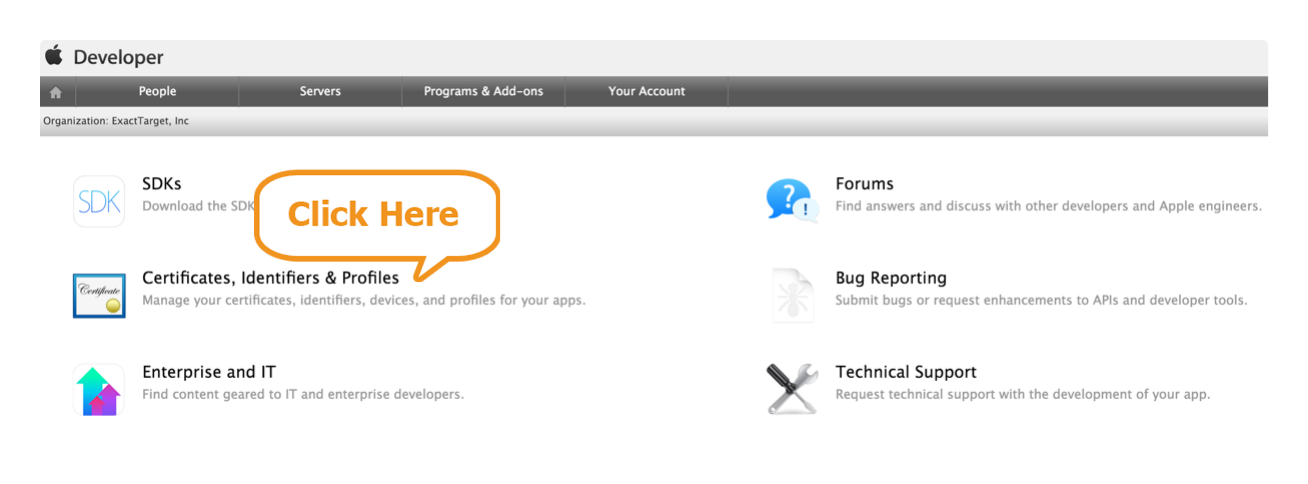 Developer
People Servers Programs & Add-ons Your Account
Organization: ExactTarget, Inc
SDK
SDKs
Download the SDK
Click Here
Certificate
Certificates, Identifiers & Profiles
Manage your certificates, identifiers, devices, and profiles for your apps.
Enterprise and IT
Find content geared to IT and enterprise developers.
? !
Forums
Find answers and discuss with other developers and Apple engineers.
Bug Reporting
Submit bugs or request enhancements to APIs and developer tools.
Technical Support
Request technical support with the development of your app.